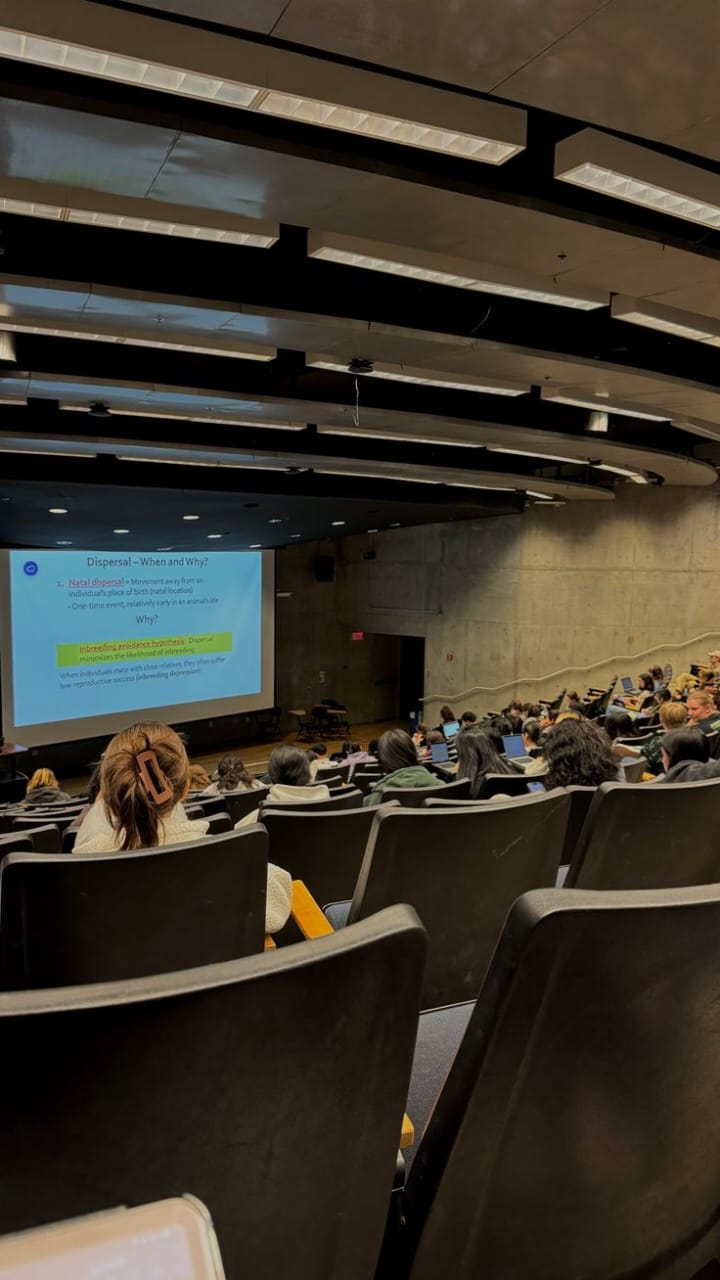 Dispersal – When and Why?
1. Natal dispersal = Movement away from an
individual's place of birth (natal location)
- One-time event, relatively early in an animal's life
Why?
Inbreeding avoidance hypothesis: Dispersal
minimizes the likelihood of inbreeding
When individuals mate with close relatives, they often suffer
low reproductive success (inbreeding depression)
EXIT